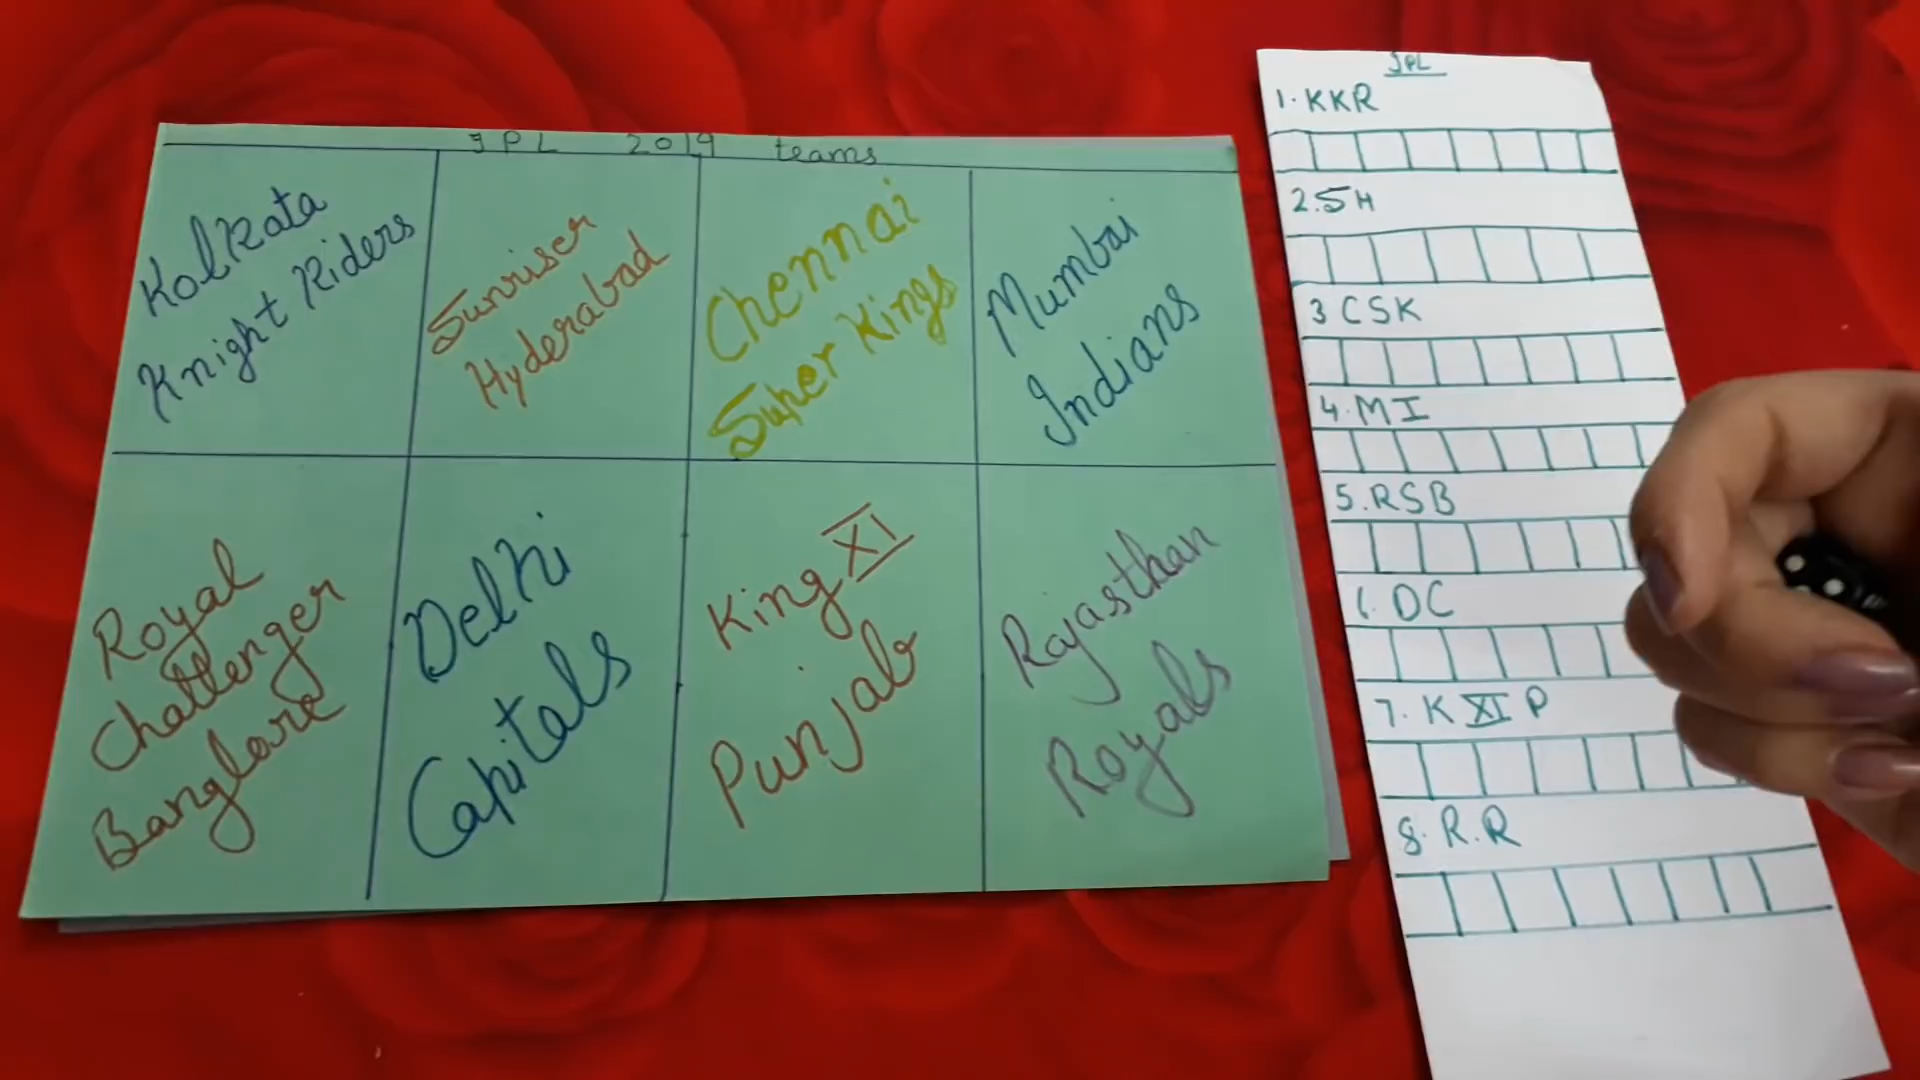 IPL 2019 teams
Kolkata
Knight Riders
Sunriser
Hyderabad
Chennai
Super Kings
Mumbai
Indians
Royal
Challenger
Banglore
Delhi
Capitals
King XI
Punjab
Rajasthan
Royals
IPL
1. KKR
2. SH
3 CSK
4. MI
5. RSB
6. DC
7. K XI P
8. R.R